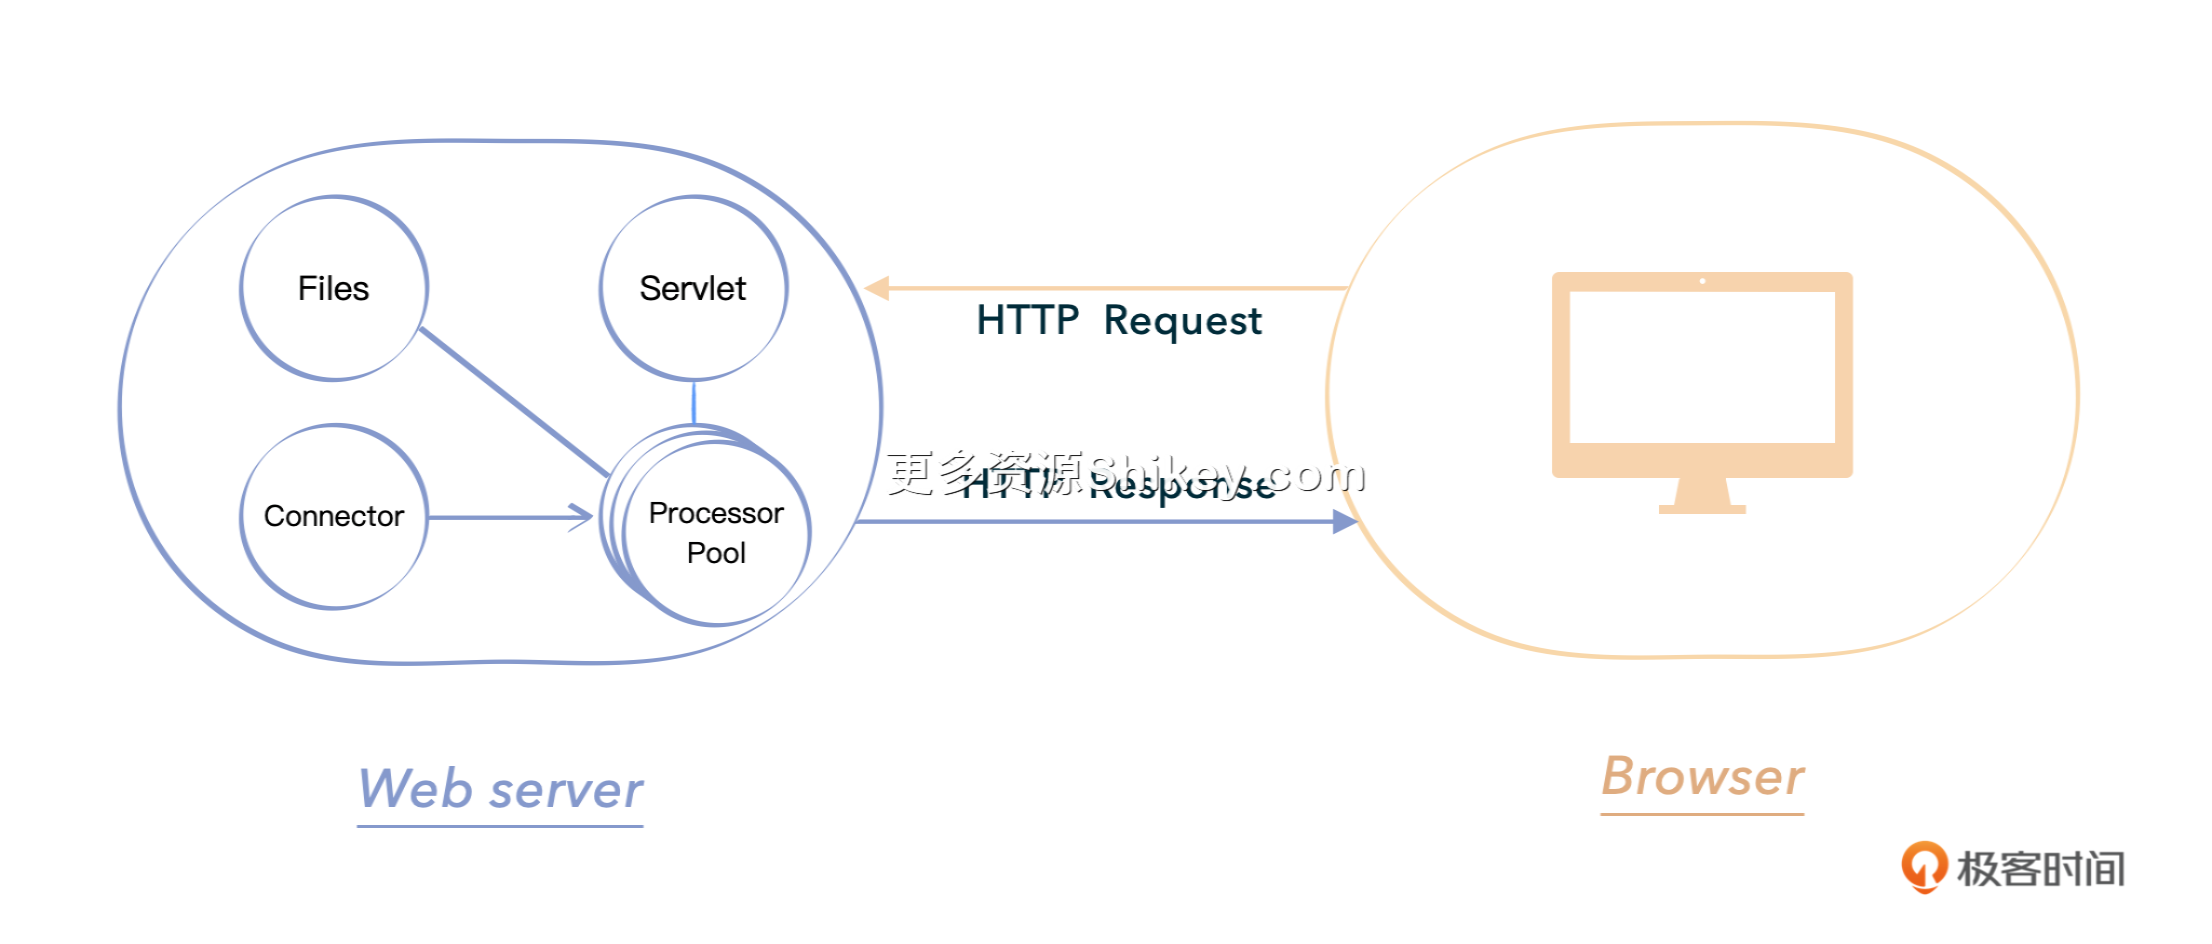 Files
Servlet
HTTP Request
更多资源Shikey.com
HTTP Response
Connector
Processor
Pool
Web server
Browser
极客时间